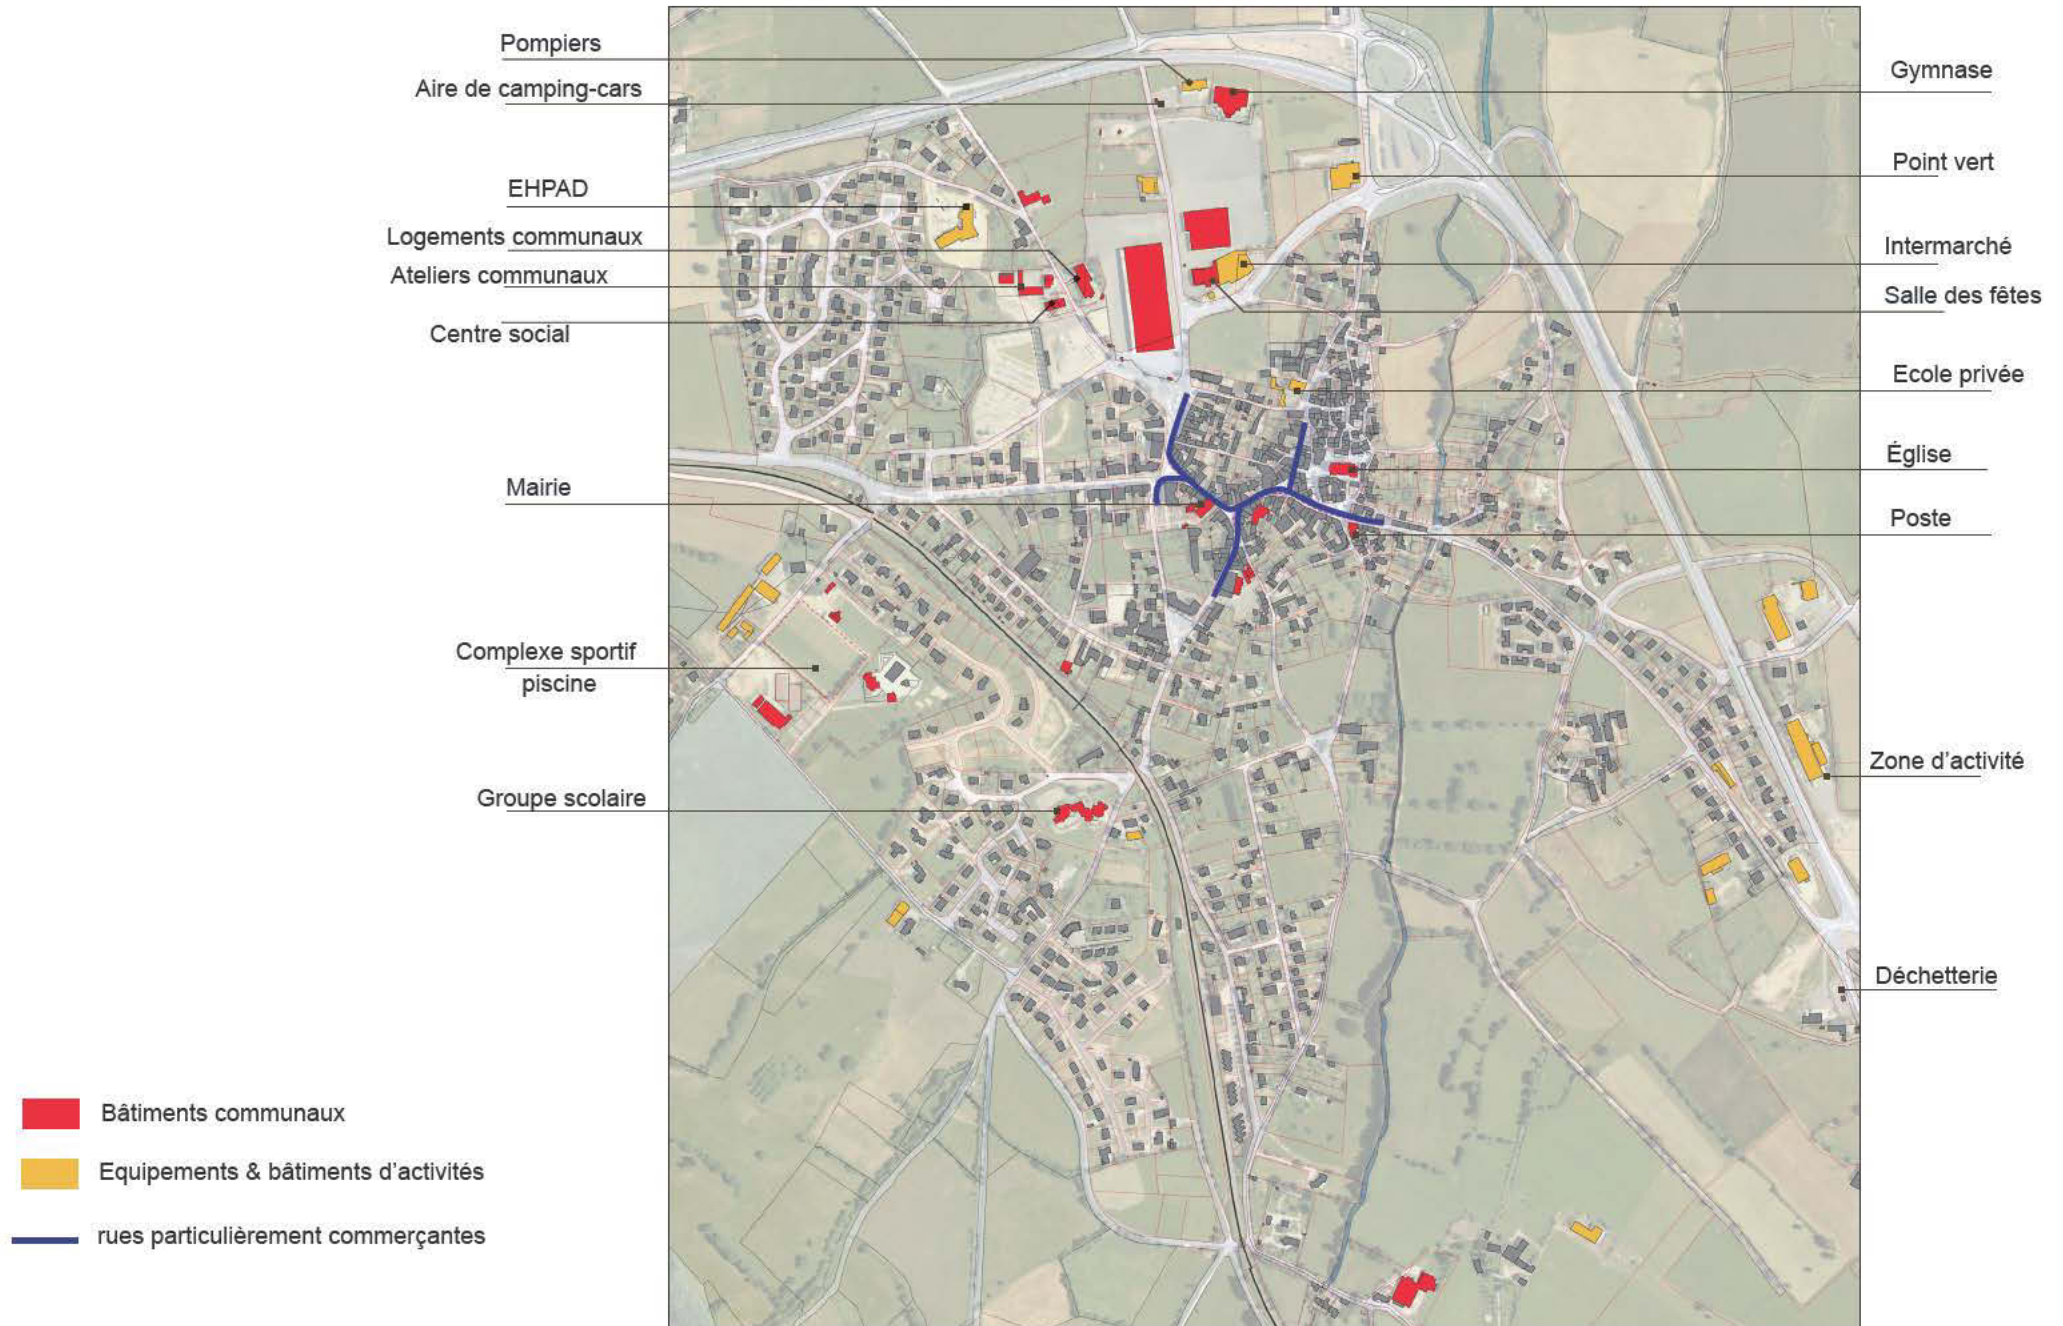 Pompiers
Aire de camping-cars
EHPAD
Logements communaux
Ateliers communaux
Centre social
Mairie
Complexe sportif
piscine
Groupe scolaire
Gymnase
Point vert
Intermarché
Salle des fêtes
Ecole privée
Église
Poste
Zone d'activité
Déchetterie
Bâtiments communaux
Equipements & bâtiments d'activités
rues particulièrement commerçantes